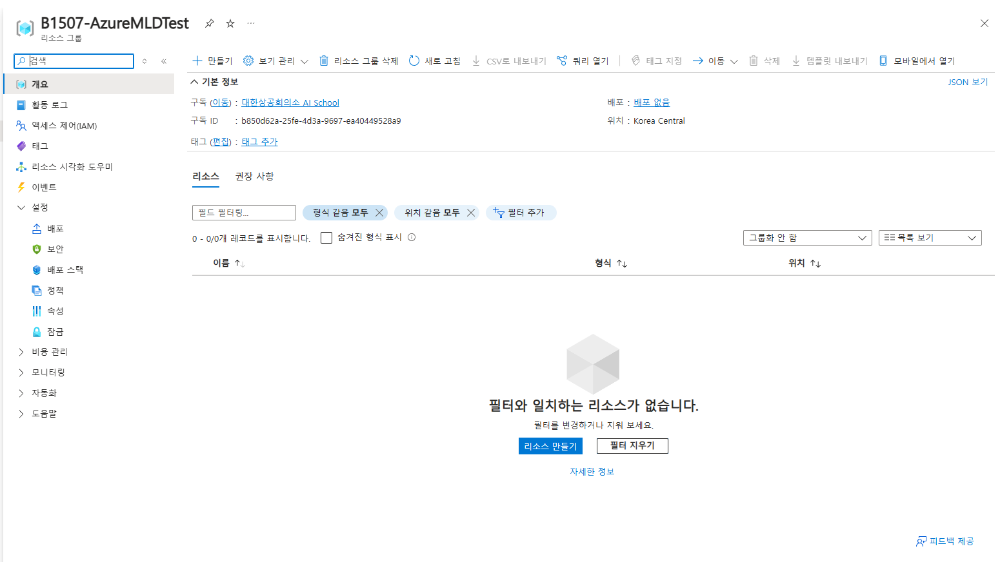 B1507-AzureMLDTest
리소스 그룹
검색
만들기 보기 관리 리소스 그룹 삭제 새로 고침 CSV로 내보내기 쿼리 열기 태그 지정 이동 삭제 템플릿 내보내기 모바일에서 열기
개요
활동 로그
액세스 제어(IAM)
태그
리소스 시각화 도우미
이벤트
설정
배포
보안
배포 스택
정책
속성
잠금
비용 관리
모니터링
자동화
도움말
기본 정보 JSON 보기
구독 (이동) : 대한상공회의소 AI School 배포 : 배포 없음
구독 ID : b850d62a-25fe-4d3a-9697-ea40449528a9 위치 : Korea Central
태그 (편집) : 태그 추가
리소스 권장 사항
필드 필터링... 형식 같음 모두 위치 같음 모두 필터 추가
0 - 0/0개 레코드를 표시합니다. 숨겨진 형식 표시 그룹화 안 함 목록 보기
이름 ↑↓ 형식 ↑↓ 위치 ↑↓
필터와 일치하는 리소스가 없습니다.
필터를 변경하거나 지워 보세요.
리소스 만들기 필터 지우기
자세한 정보
피드백 제공